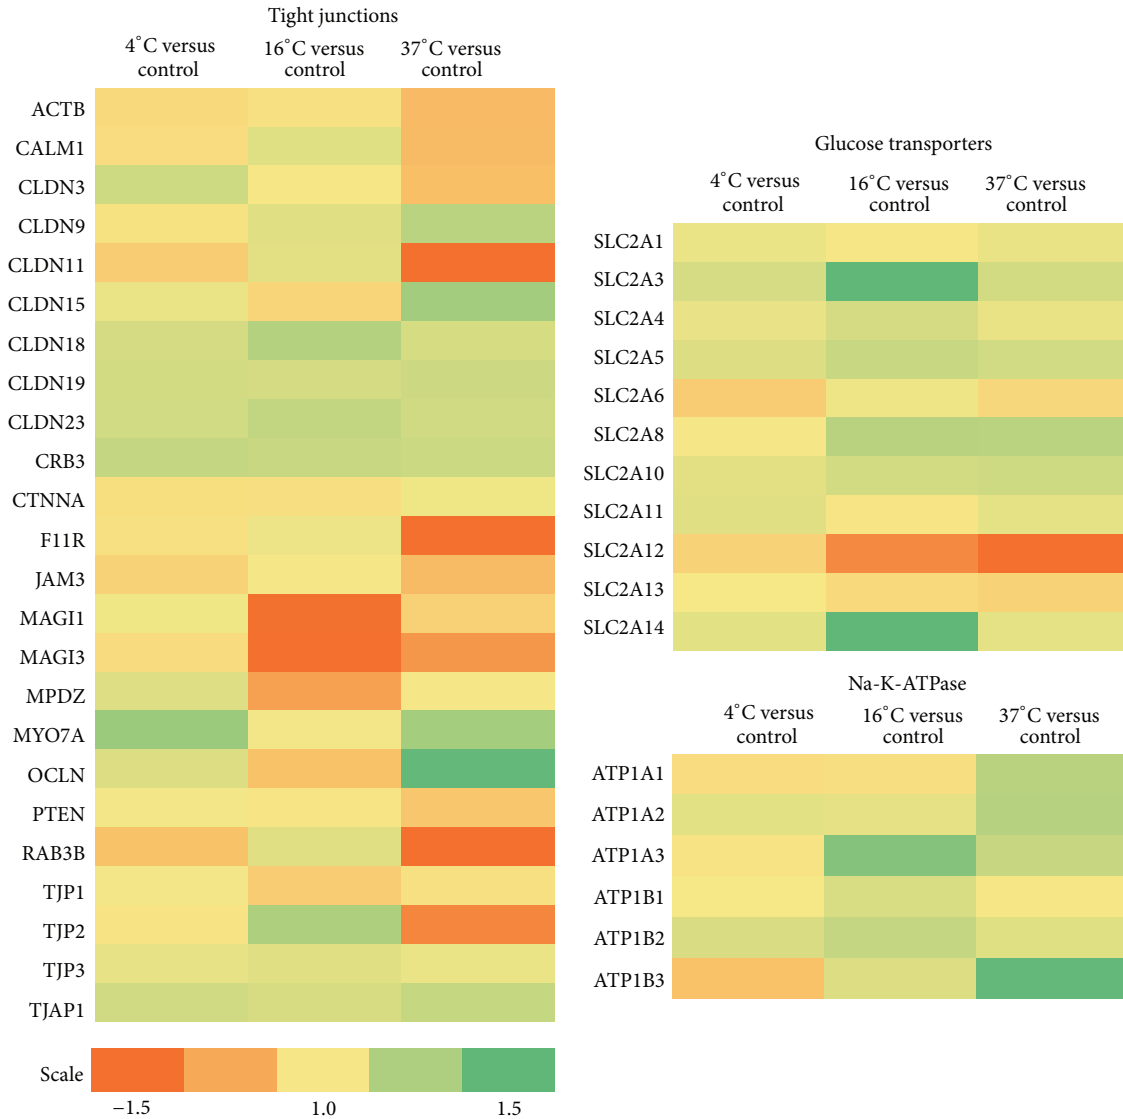 Tight junctions
4°C versus control
16°C versus control
37°C versus control
ACTB
CALM1
CLDN3
CLDN9
CLDN11
CLDN15
CLDN18
CLDN19
CLDN23
CRB3
CTNNA
F11R
JAM3
MAGI1
MAGI3
MPDZ
MYO7A
OCLN
PTEN
RAB3B
TJP1
TJP2
TJP3
TJAP1
Scale
−1.5
1.0
1.5
Glucose transporters
4°C versus control
16°C versus control
37°C versus control
SLC2A1
SLC2A3
SLC2A4
SLC2A5
SLC2A6
SLC2A8
SLC2A10
SLC2A11
SLC2A12
SLC2A13
SLC2A14
Na-K-ATPase
4°C versus control
16°C versus control
37°C versus control
ATP1A1
ATP1A2
ATP1A3
ATP1B1
ATP1B2
ATP1B3